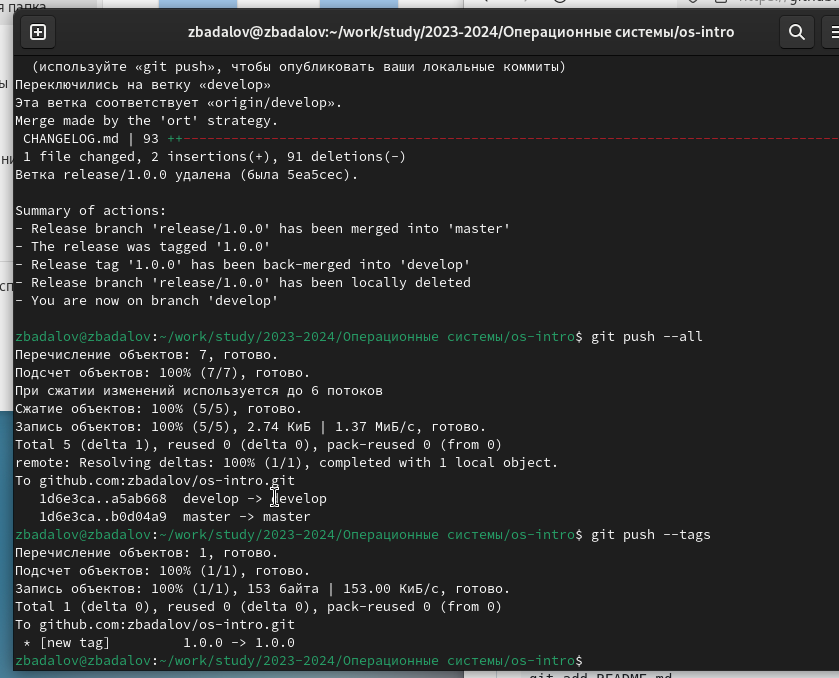 я папка
zbadalov@zbadalov:~/work/study/2023-2024/Операционные системы/os-intro
(используйте «git push», чтобы опубликовать ваши локальные коммиты)
Переключились на ветку «develop»
Эта ветка соответствует «origin/develop».
Merge made by the 'ort' strategy.
CHANGELOG.md | 93 ++-----------------------------------------------------------------------------------
1 file changed, 2 insertions(+), 91 deletions(-)
Ветка release/1.0.0 удалена (была 5ea5cec).
Summary of actions:
- Release branch 'release/1.0.0' has been merged into 'master'
- The release was tagged '1.0.0'
- Release tag '1.0.0' has been back-merged into 'develop'
- Release branch 'release/1.0.0' has been locally deleted
- You are now on branch 'develop'
zbadalov@zbadalov:~/work/study/2023-2024/Операционные системы/os-intro$ git push --all
Перечисление объектов: 7, готово.
Подсчет объектов: 100% (7/7), готово.
При сжатии изменений используется до 6 потоков
Сжатие объектов: 100% (5/5), готово.
Запись объектов: 100% (5/5), 2.74 КиБ | 1.37 МиБ/с, готово.
Total 5 (delta 1), reused 0 (delta 0), pack-reused 0 (from 0)
remote: Resolving deltas: 100% (1/1), completed with 1 local object.
To github.com:zbadalov/os-intro.git
1d6e3ca..a5ab668 develop -> develop
1d6e3ca..b0d04a9 master -> master
zbadalov@zbadalov:~/work/study/2023-2024/Операционные системы/os-intro$ git push --tags
Перечисление объектов: 1, готово.
Подсчет объектов: 100% (1/1), готово.
Запись объектов: 100% (1/1), 153 байта | 153.00 КиБ/с, готово.
Total 1 (delta 0), reused 0 (delta 0), pack-reused 0 (from 0)
To github.com:zbadalov/os-intro.git
* [new tag] 1.0.0 -> 1.0.0
zbadalov@zbadalov:~/work/study/2023-2024/Операционные системы/os-intro$
git add README.md